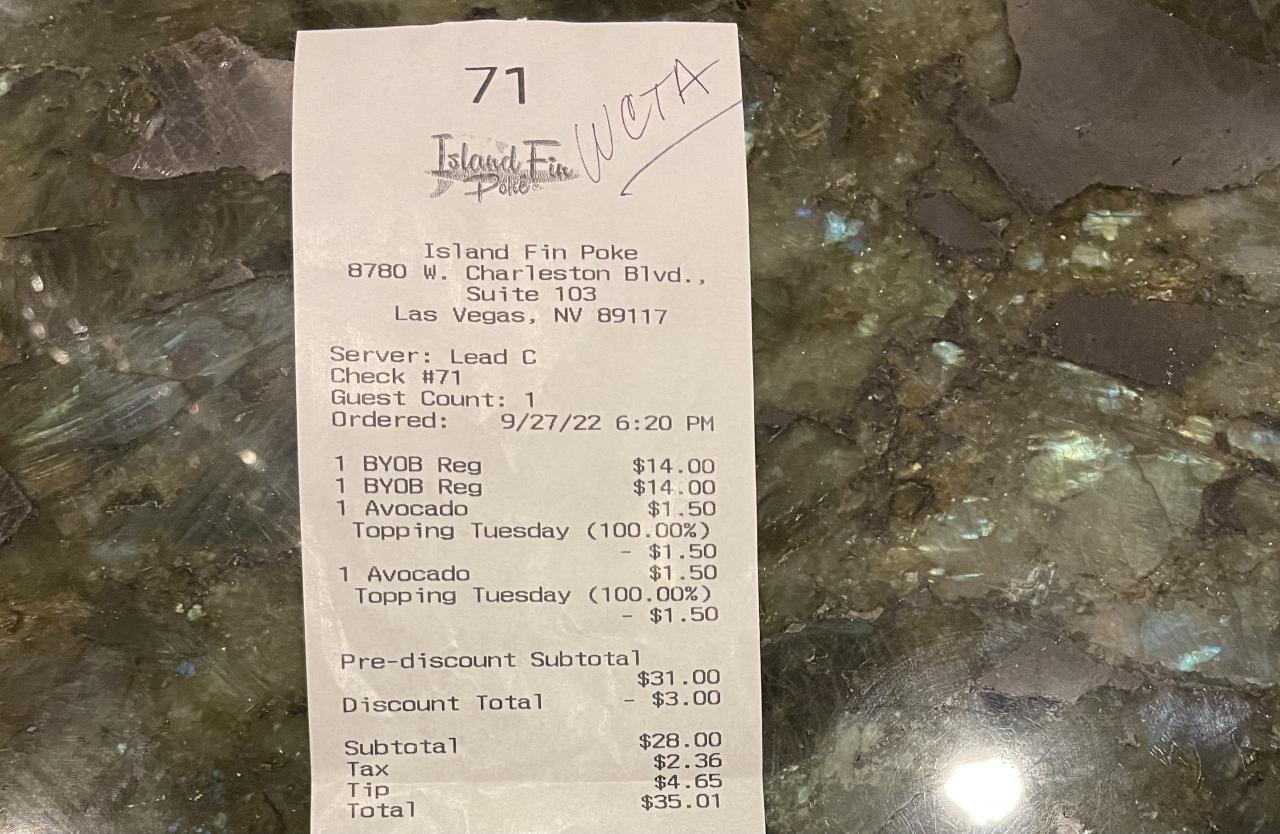 71
WCTA
Island Fin
Poké
Island Fin Poke
8780 W. Charleston Blvd.,
Suite 103
Las Vegas, NV 89117
Server: Lead C
Check #71
Guest Count: 1
Ordered: 9/27/22 6:20 PM
1 BYOB Reg $14.00
1 BYOB Reg $14.00
1 Avocado $1.50
Topping Tuesday (100.00%)
- $1.50
1 Avocado $1.50
Topping Tuesday (100.00%)
- $1.50
Pre-discount Subtotal
$31.00
Discount Total - $3.00
Subtotal $28.00
Tax $2.36
Tip $4.65
Total $35.01